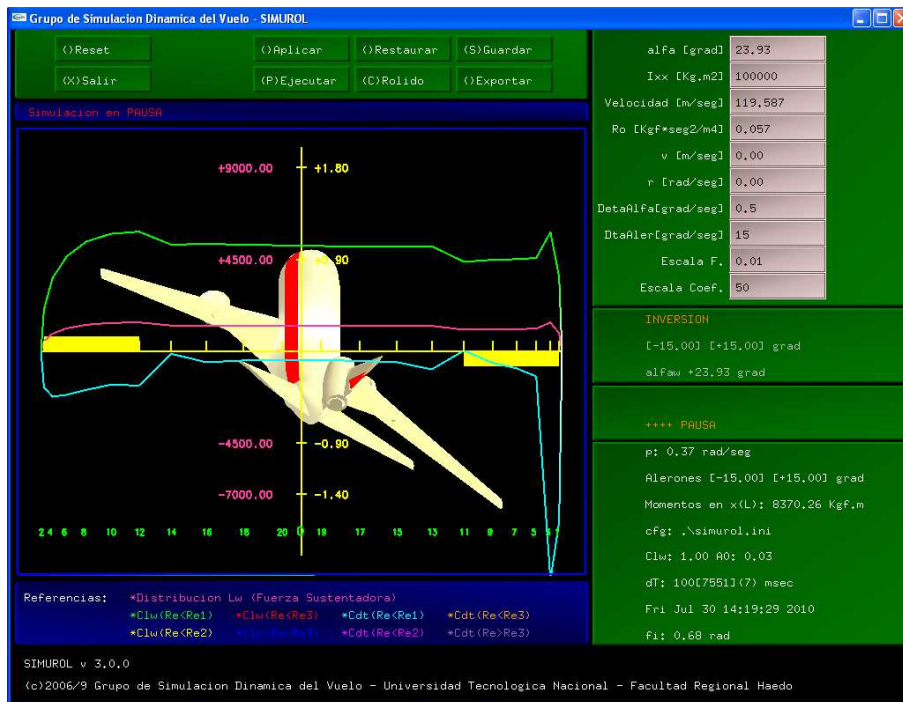 Grupo de Simulacion Dinamica del Vuelo - SIMUROL
()Reset ()Aplicar ()Restaurar (S)Guardar
(X)Salir (P)Ejecutar (C)Rolido ()Exportar
Simulacion en PAUSA
+9000.00 +1.80
+4500.00 +0.90
-4500.00 -0.90
-7000.00 -1.40
2 4 6 8 10 12 14 16 18 20 0 19 17 15 13 11 9 7 5 3 1
Referencias: *Distribucion Lw (Fuerza Sustentadora)
*Clw(Re<Re1) *Clw(Re<Re3) *Cdt(Re<Re1) *Cdt(Re<Re3)
*Clw(Re<Re2) *Cdt(Re<Re2) *Cdt(Re>Re3)
alfa [grad] 23.93
Ixx [Kg.m2] 100000
Velocidad [m/seg] 119.587
Ro [Kgf*seg2/m4] 0.057
v [m/seg] 0.00
r [rad/seg] 0.00
DetaAlfa[grad/seg] 0.5
DtaAler[grad/seg] 15
Escala F. 0.01
Escala Coef. 50
INVERSION
[-15.00] [+15.00] grad
alfaw +23.93 grad
++++ PAUSA
p: 0.37 rad/seg
Alerones [-15.00] [+15.00] grad
Momentos en x(L): 8370.26 Kgf.m
cfg: .\simurol.ini
Clw: 1.00 A0: 0.03
dT: 100[7551](7) msec
Fri Jul 30 14:19:29 2010
fi: 0.68 rad
SIMUROL v 3.0.0
(c)2006/9 Grupo de Simulacion Dinamica del Vuelo - Universidad Tecnologica Nacional - Facultad Regional Haedo